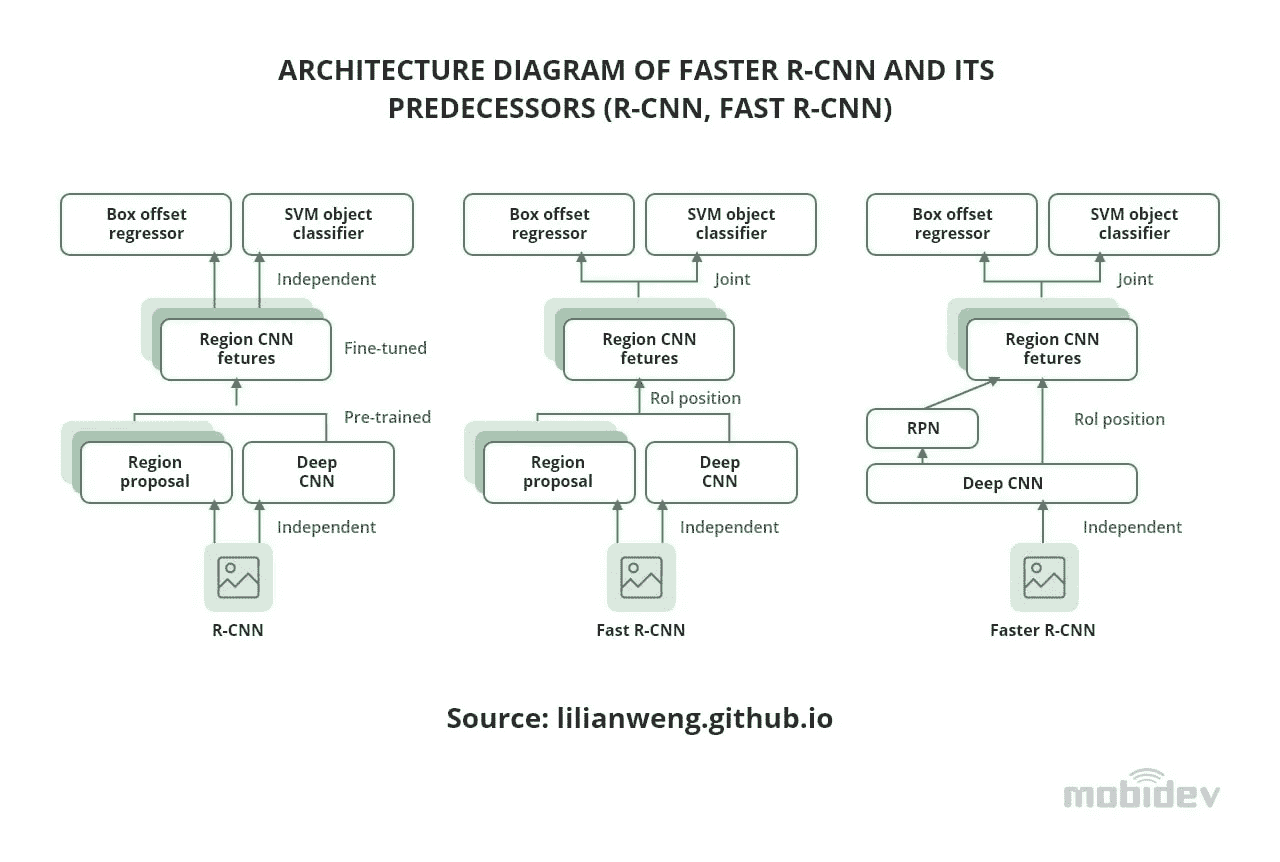 ARCHITECTURE DIAGRAM OF FASTER R-CNN AND ITS
PREDECESSORS (R-CNN, FAST R-CNN)
Box offset
regressor
SVM object
classifier
Independent
Region CNN
fetures
Fine-tuned
Pre-trained
Region
proposal
Deep
CNN
Independent
R-CNN
Box offset
regressor
SVM object
classifier
Joint
Region CNN
fetures
RoI position
Region
proposal
Deep
CNN
Independent
Fast R-CNN
Box offset
regressor
SVM object
classifier
Joint
Region CNN
fetures
RPN
RoI position
Deep CNN
Independent
Faster R-CNN
Source: lilianweng.github.io
mobidev